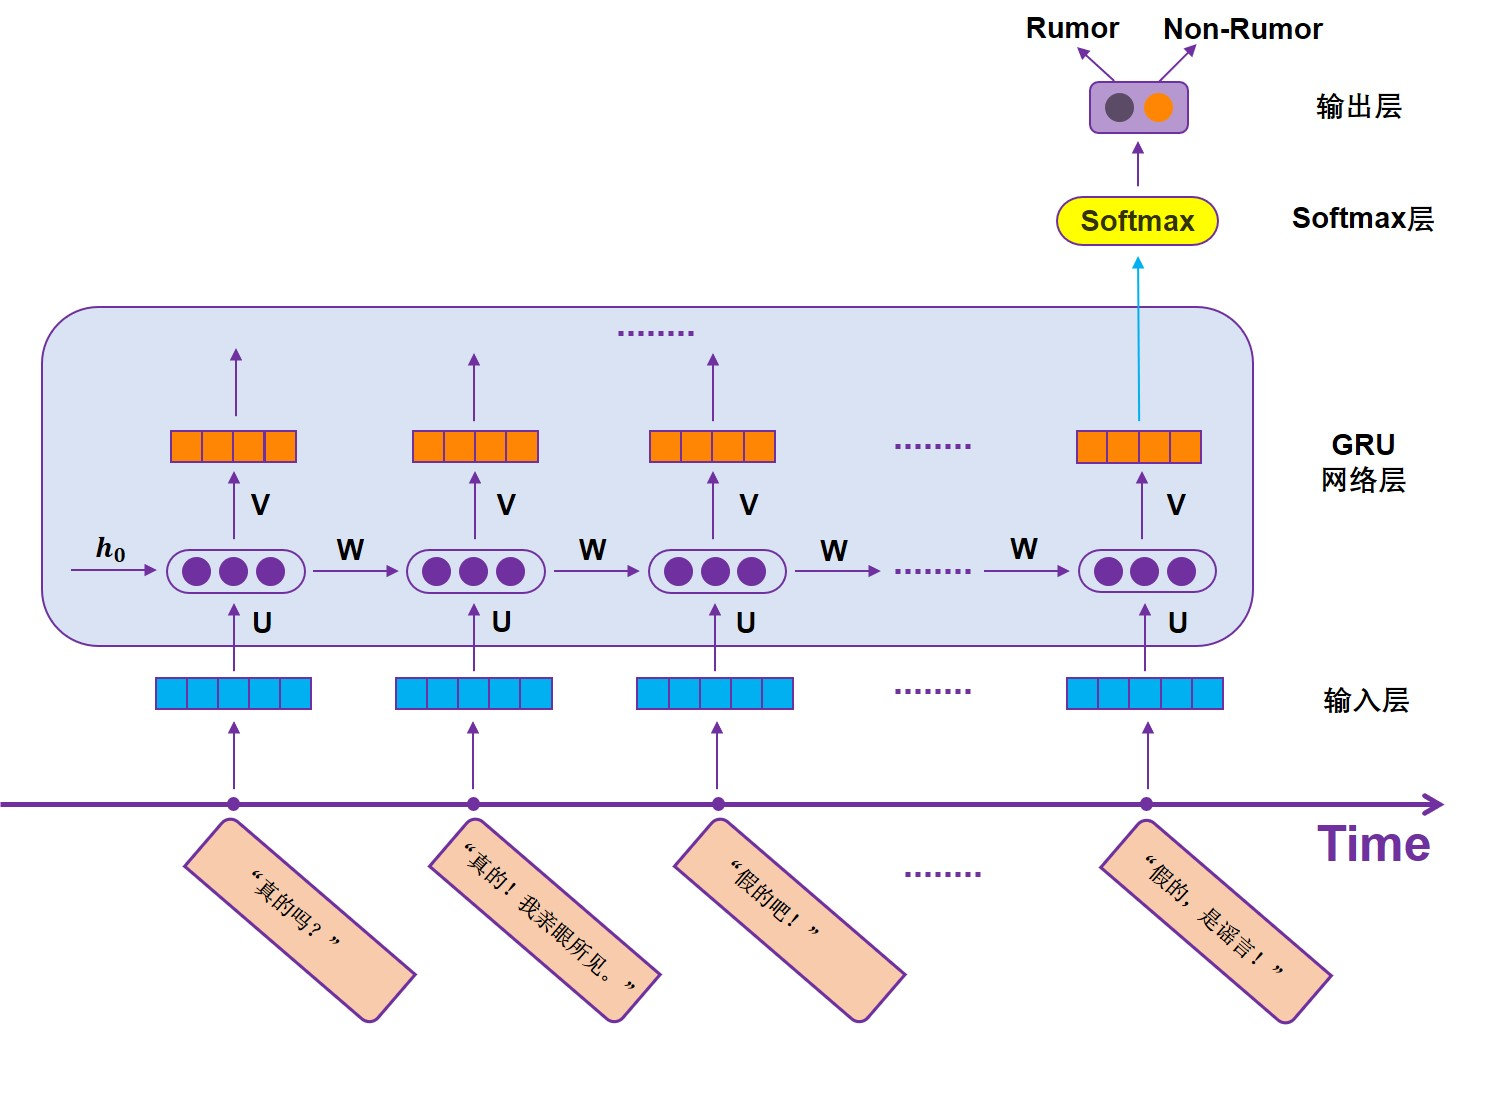 Rumor Non-Rumor
输出层
Softmax
Softmax层
GRU
网络层
V V V V
h₀ W W W W
U U U U
输入层
Time
“真的吗？”
“真的！我亲眼所见。”
“假的吧！”
“假的，是谣言！”